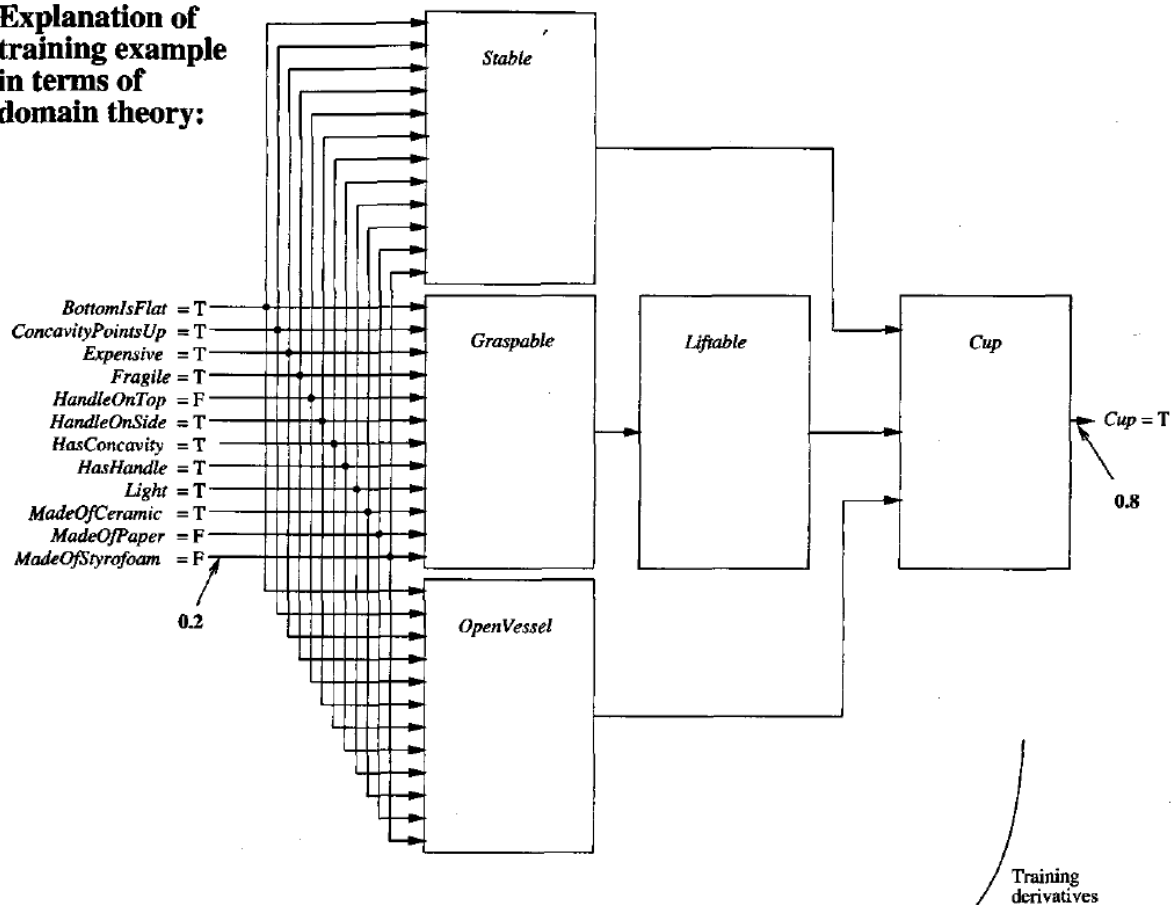 Explanation of
training example
in terms of
domain theory:
Stable
BottomIsFlat = T
ConcavityPointsUp = T
Expensive = T
Fragile = T
HandleOnTop = F
HandleOnSide = T
HasConcavity = T
HasHandle = T
Light = T
MadeOfCeramic = T
MadeOfPaper = F
MadeOfStyrofoam = F
0.2
Graspable
Liftable
Cup
Cup = T
0.8
OpenVessel
Training
derivatives